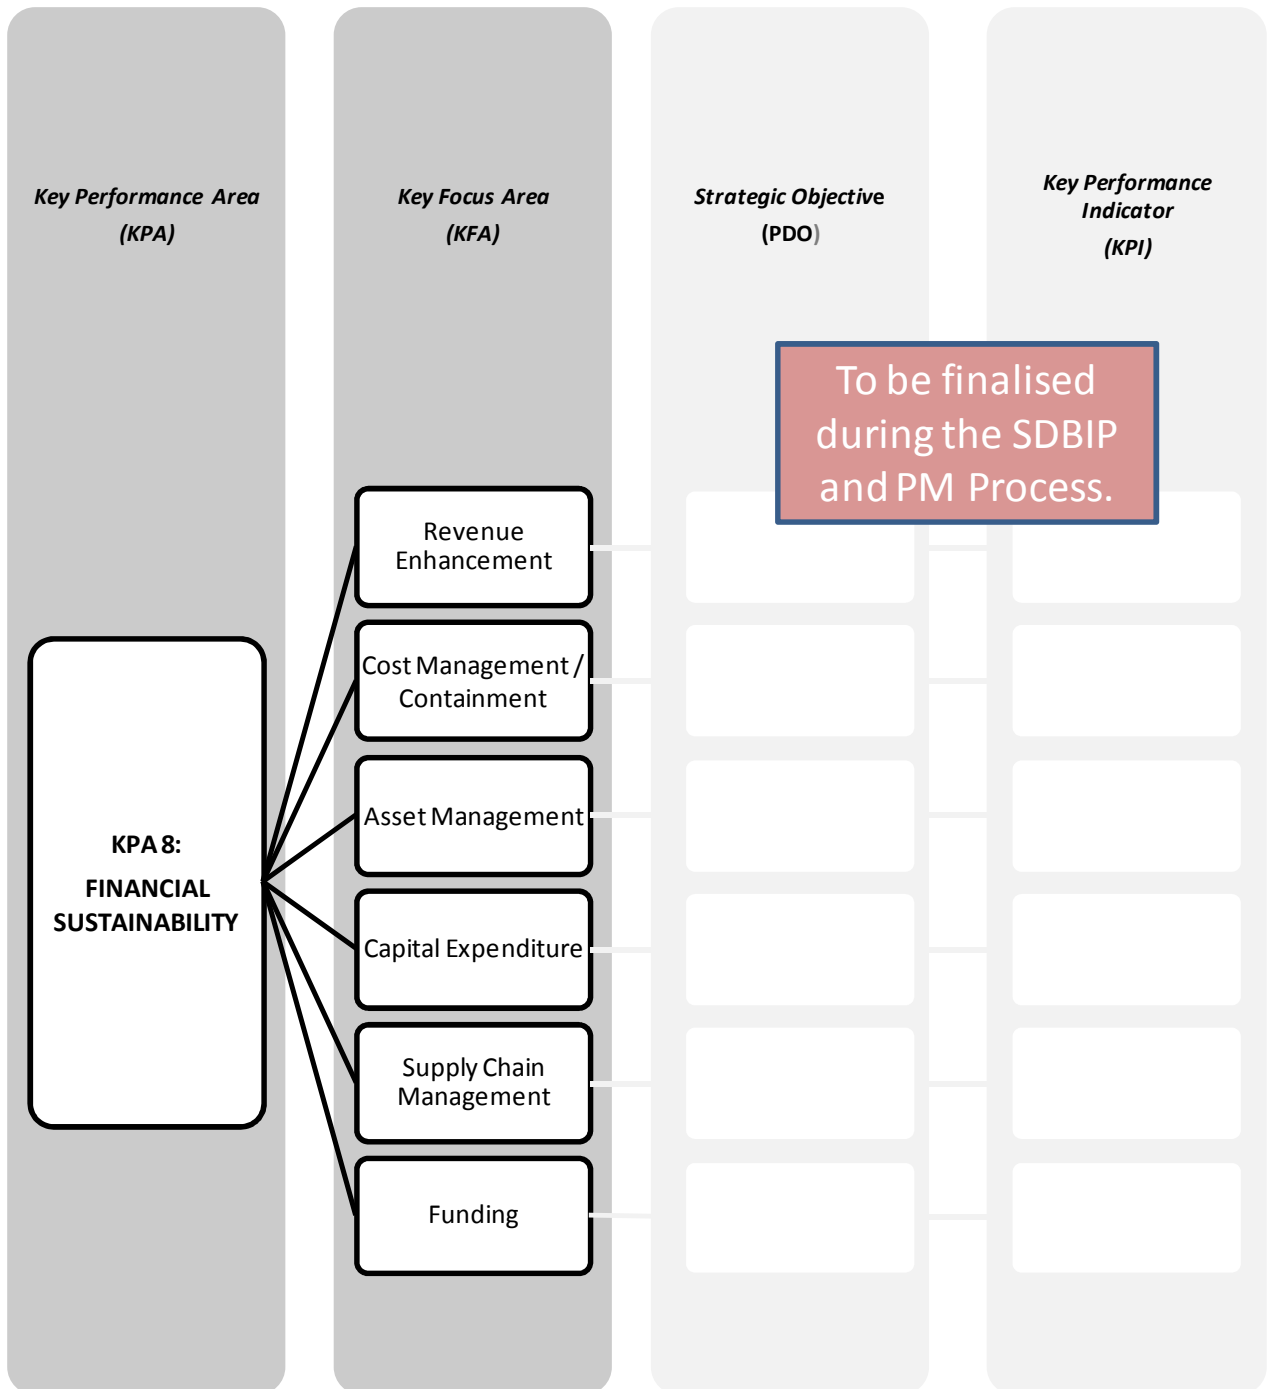 Key Performance Area
(KPA)
Key Focus Area
(KFA)
Strategic Objective
(PDO)
Key Performance
Indicator
(KPI)
To be finalised
during the SDBIP
and PM Process.
KPA 8:
FINANCIAL
SUSTAINABILITY
Revenue
Enhancement
Cost Management /
Containment
Asset Management
Capital Expenditure
Supply Chain
Management
Funding